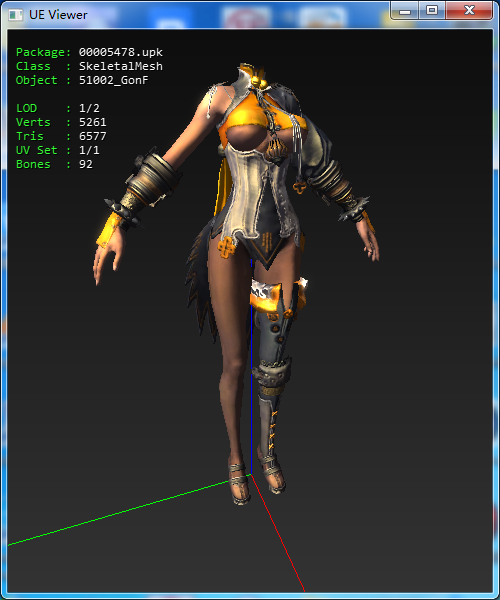 UE Viewer
Package: 00005478.upk
Class : SkeletalMesh
Object : 51002_GonF
LOD : 1/2
Verts : 5261
Tris : 6577
UV Set : 1/1
Bones : 92